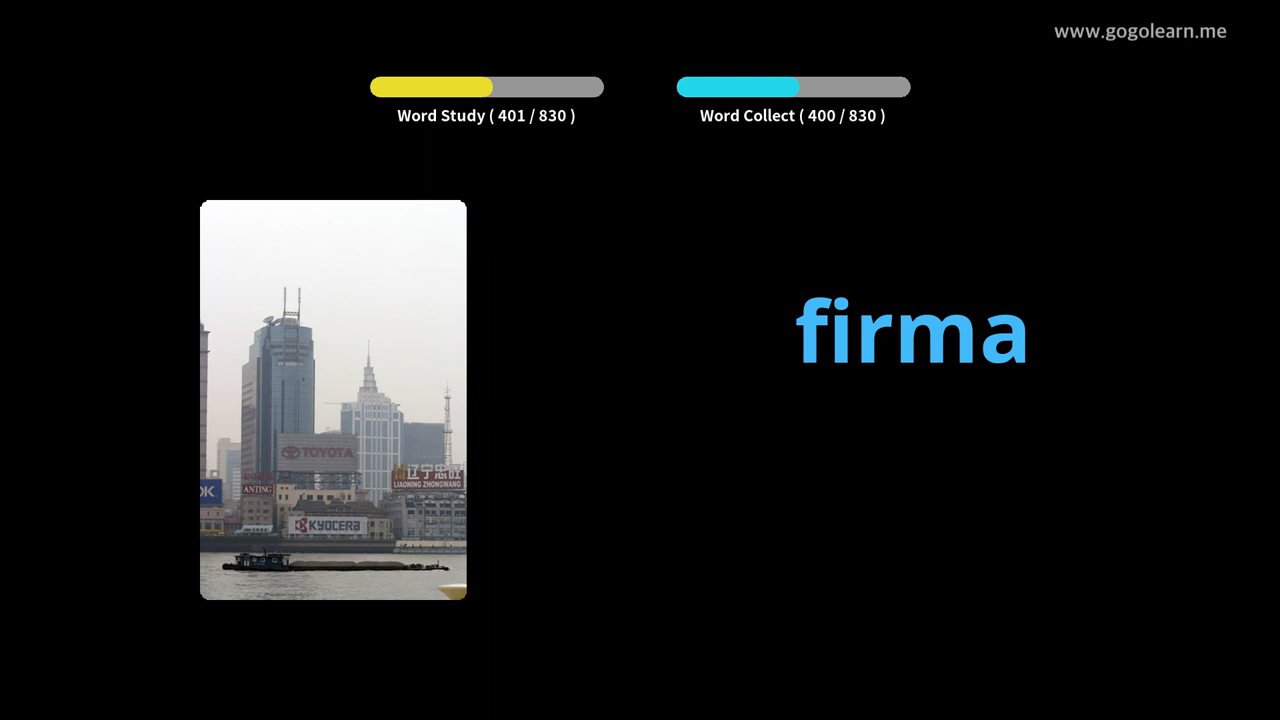 www.gogolearn.me
Word Study ( 401 / 830 )
Word Collect ( 400 / 830 )
firma
TOYOTA
辽宁忠旺
LIAONING ZHONGWANG
OK
ANTING
KYOCERA